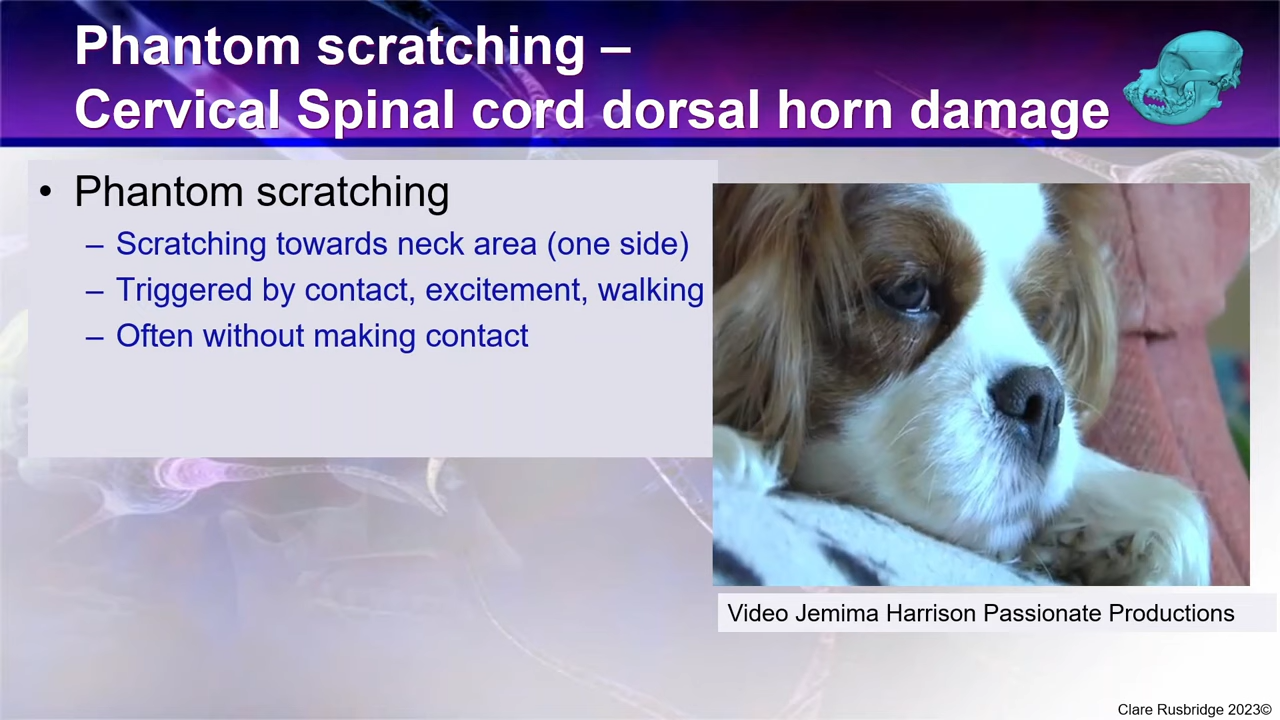 Phantom scratching –
Cervical Spinal cord dorsal horn damage
• Phantom scratching
– Scratching towards neck area (one side)
– Triggered by contact, excitement, walking
– Often without making contact
Video Jemima Harrison Passionate Productions
Clare Rusbridge 2023©